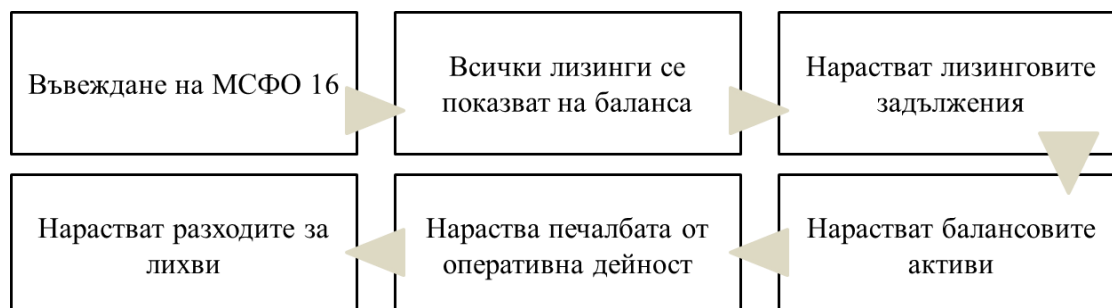 Въвеждане на МСФО 16
Всички лизинги се
показват на баланса
Нарастват лизинговите
задължения
Нарастват балансовите
активи
Нараства печалбата от
оперативна дейност
Нарастват разходите за
лихви